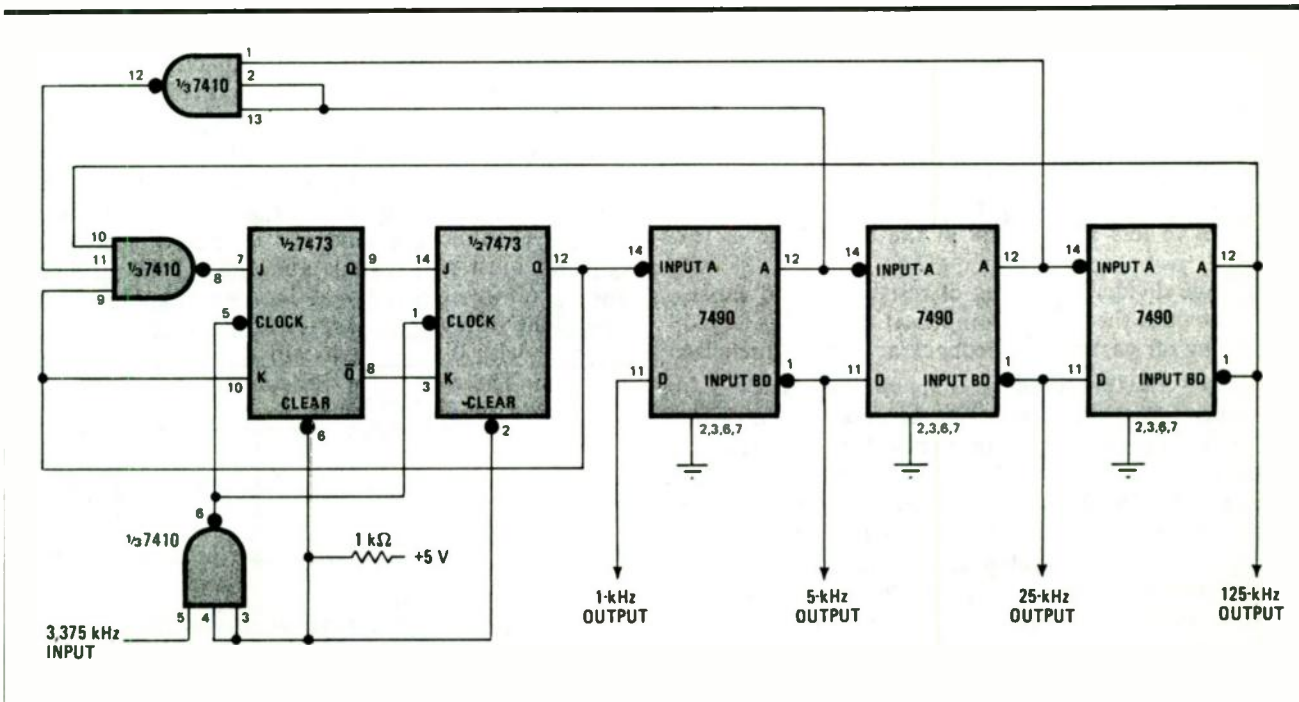 1
12
⅓7410
2
13
10
11
⅓7410
8
9
½7473
7
J
Q
9
5
CLOCK
10
K
Q̅
8
CLEAR
6
½7473
14
J
Q
12
1
CLOCK
3
K
CLEAR
2
14
INPUT A
A
12
7490
11
D
INPUT BD
1
2,3,6,7
14
INPUT A
A
12
7490
11
D
INPUT BD
1
2,3,6,7
14
INPUT A
A
12
7490
11
D
INPUT BD
1
2,3,6,7
6
⅓7410
5
4
3
3,375 kHz
INPUT
1 kΩ
+5 V
1-kHz
OUTPUT
5-kHz
OUTPUT
25-kHz
OUTPUT
125-kHz
OUTPUT